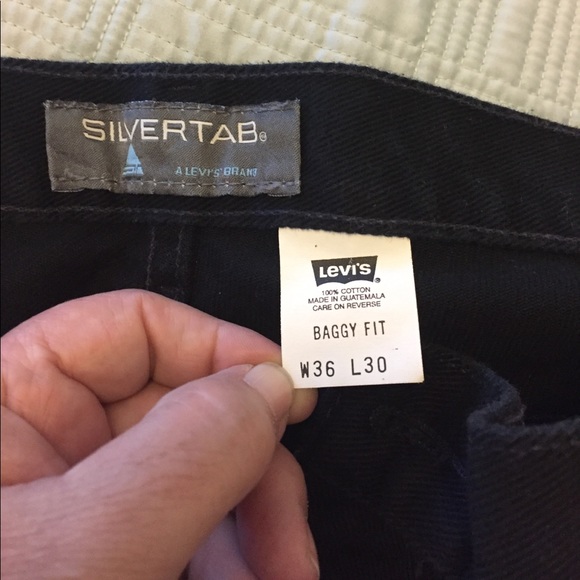 SILVERTAB®
A LEVI'S® BRAND
LEVI'S®
100% COTTON
MADE IN GUATEMALA
CARE ON REVERSE
BAGGY FIT
W36 L30